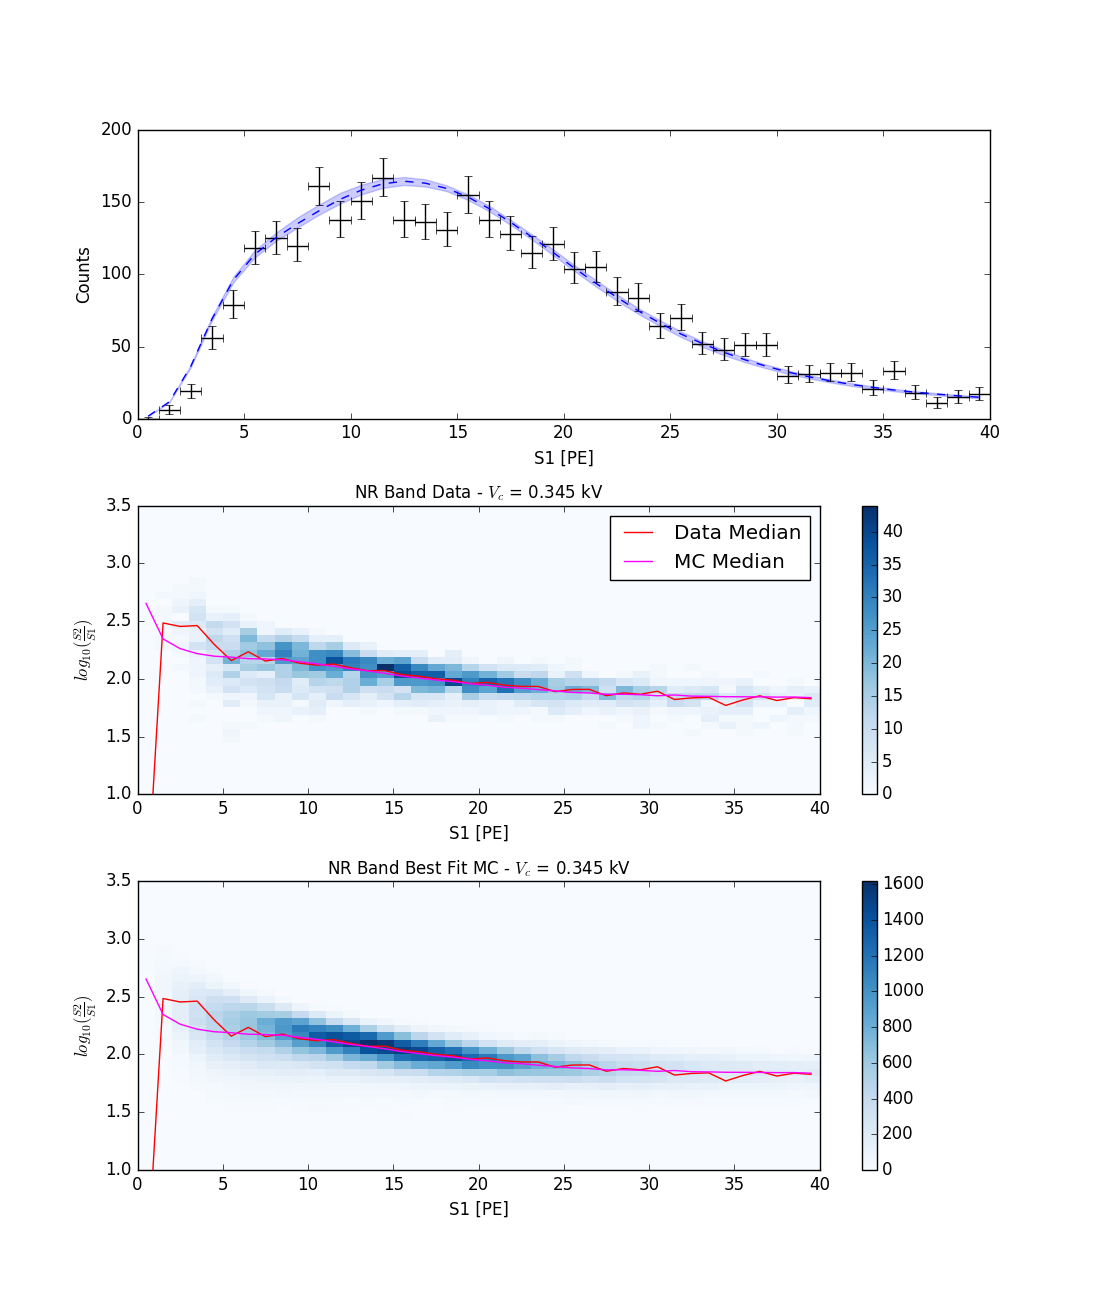 200
150
100
50
0
Counts
0 5 10 15 20 25 30 35 40
S1 [PE]
NR Band Data - V_c = 0.345 kV
3.5
3.0
2.5
2.0
1.5
1.0
log_10(S2/S1)
Data Median
MC Median
40
35
30
25
20
15
10
5
0
0 5 10 15 20 25 30 35 40
S1 [PE]
NR Band Best Fit MC - V_c = 0.345 kV
3.5
3.0
2.5
2.0
1.5
1.0
log_10(S2/S1)
1600
1400
1200
1000
800
600
400
200
0
0 5 10 15 20 25 30 35 40
S1 [PE]